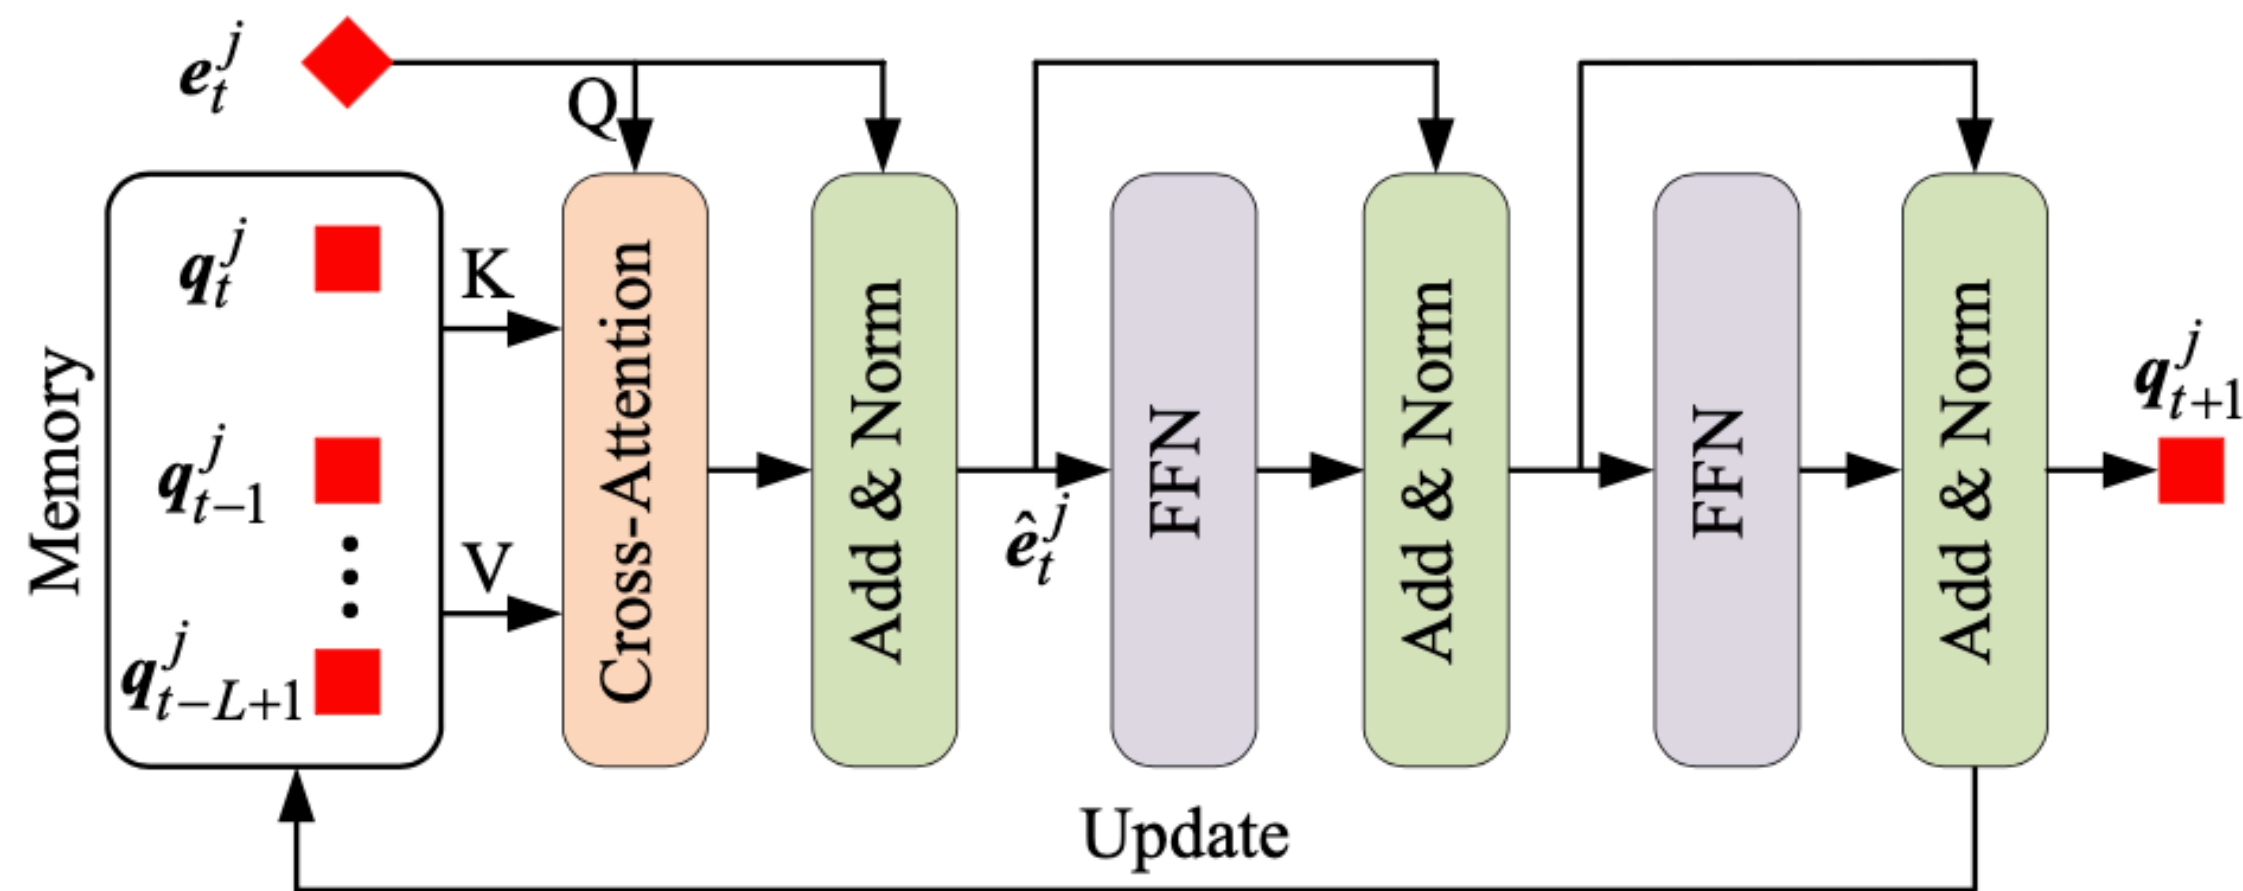 e_t^j
Q
Memory
q_t^j
q_{t-1}^j
⋮
q_{t-L+1}^j
K
V
Cross-Attention
Add & Norm
ê_t^j
FFN
Add & Norm
FFN
Add & Norm
q_{t+1}^j
Update